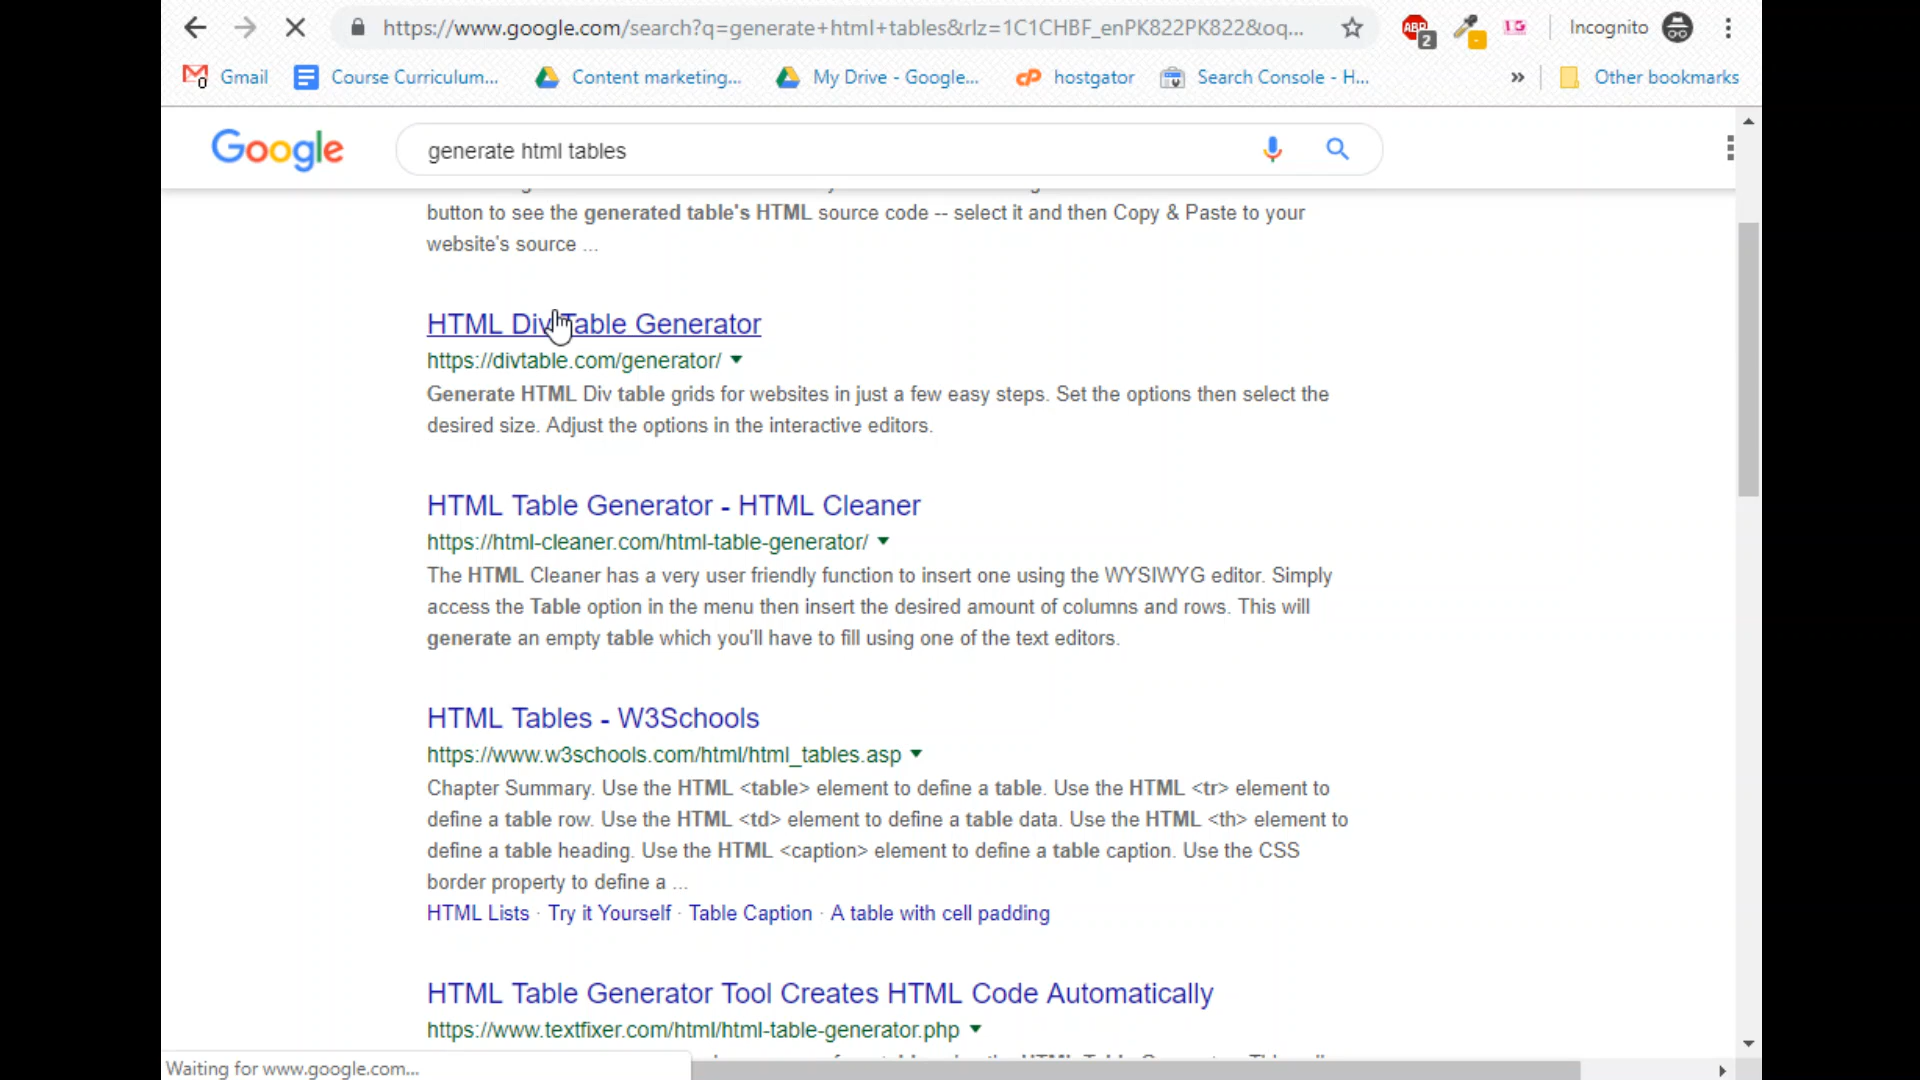 https://www.google.com/search?q=generate+html+tables&rlz=1C1CHBF_enPK822PK822&oq...
ABP
2
Incognito
0
Gmail
Course Curriculum...
Content marketing...
My Drive - Google...
cP
hostgator
Search Console - H...
»
Other bookmarks
Google
generate html tables
button to see the generated table's HTML source code -- select it and then Copy & Paste to your
website's source ...
HTML Div Table Generator
https://divtable.com/generator/
Generate HTML Div table grids for websites in just a few easy steps. Set the options then select the
desired size. Adjust the options in the interactive editors.
HTML Table Generator - HTML Cleaner
https://html-cleaner.com/html-table-generator/
The HTML Cleaner has a very user friendly function to insert one using the WYSIWYG editor. Simply
access the Table option in the menu then insert the desired amount of columns and rows. This will
generate an empty table which you'll have to fill using one of the text editors.
HTML Tables - W3Schools
https://www.w3schools.com/html/html_tables.asp
Chapter Summary. Use the HTML <table> element to define a table. Use the HTML <tr> element to
define a table row. Use the HTML <td> element to define a table data. Use the HTML <th> element to
define a table heading. Use the HTML <caption> element to define a table caption. Use the CSS
border property to define a ...
HTML Lists · Try it Yourself · Table Caption · A table with cell padding
HTML Table Generator Tool Creates HTML Code Automatically
https://www.textfixer.com/html/html-table-generator.php
Waiting for www.google.com...